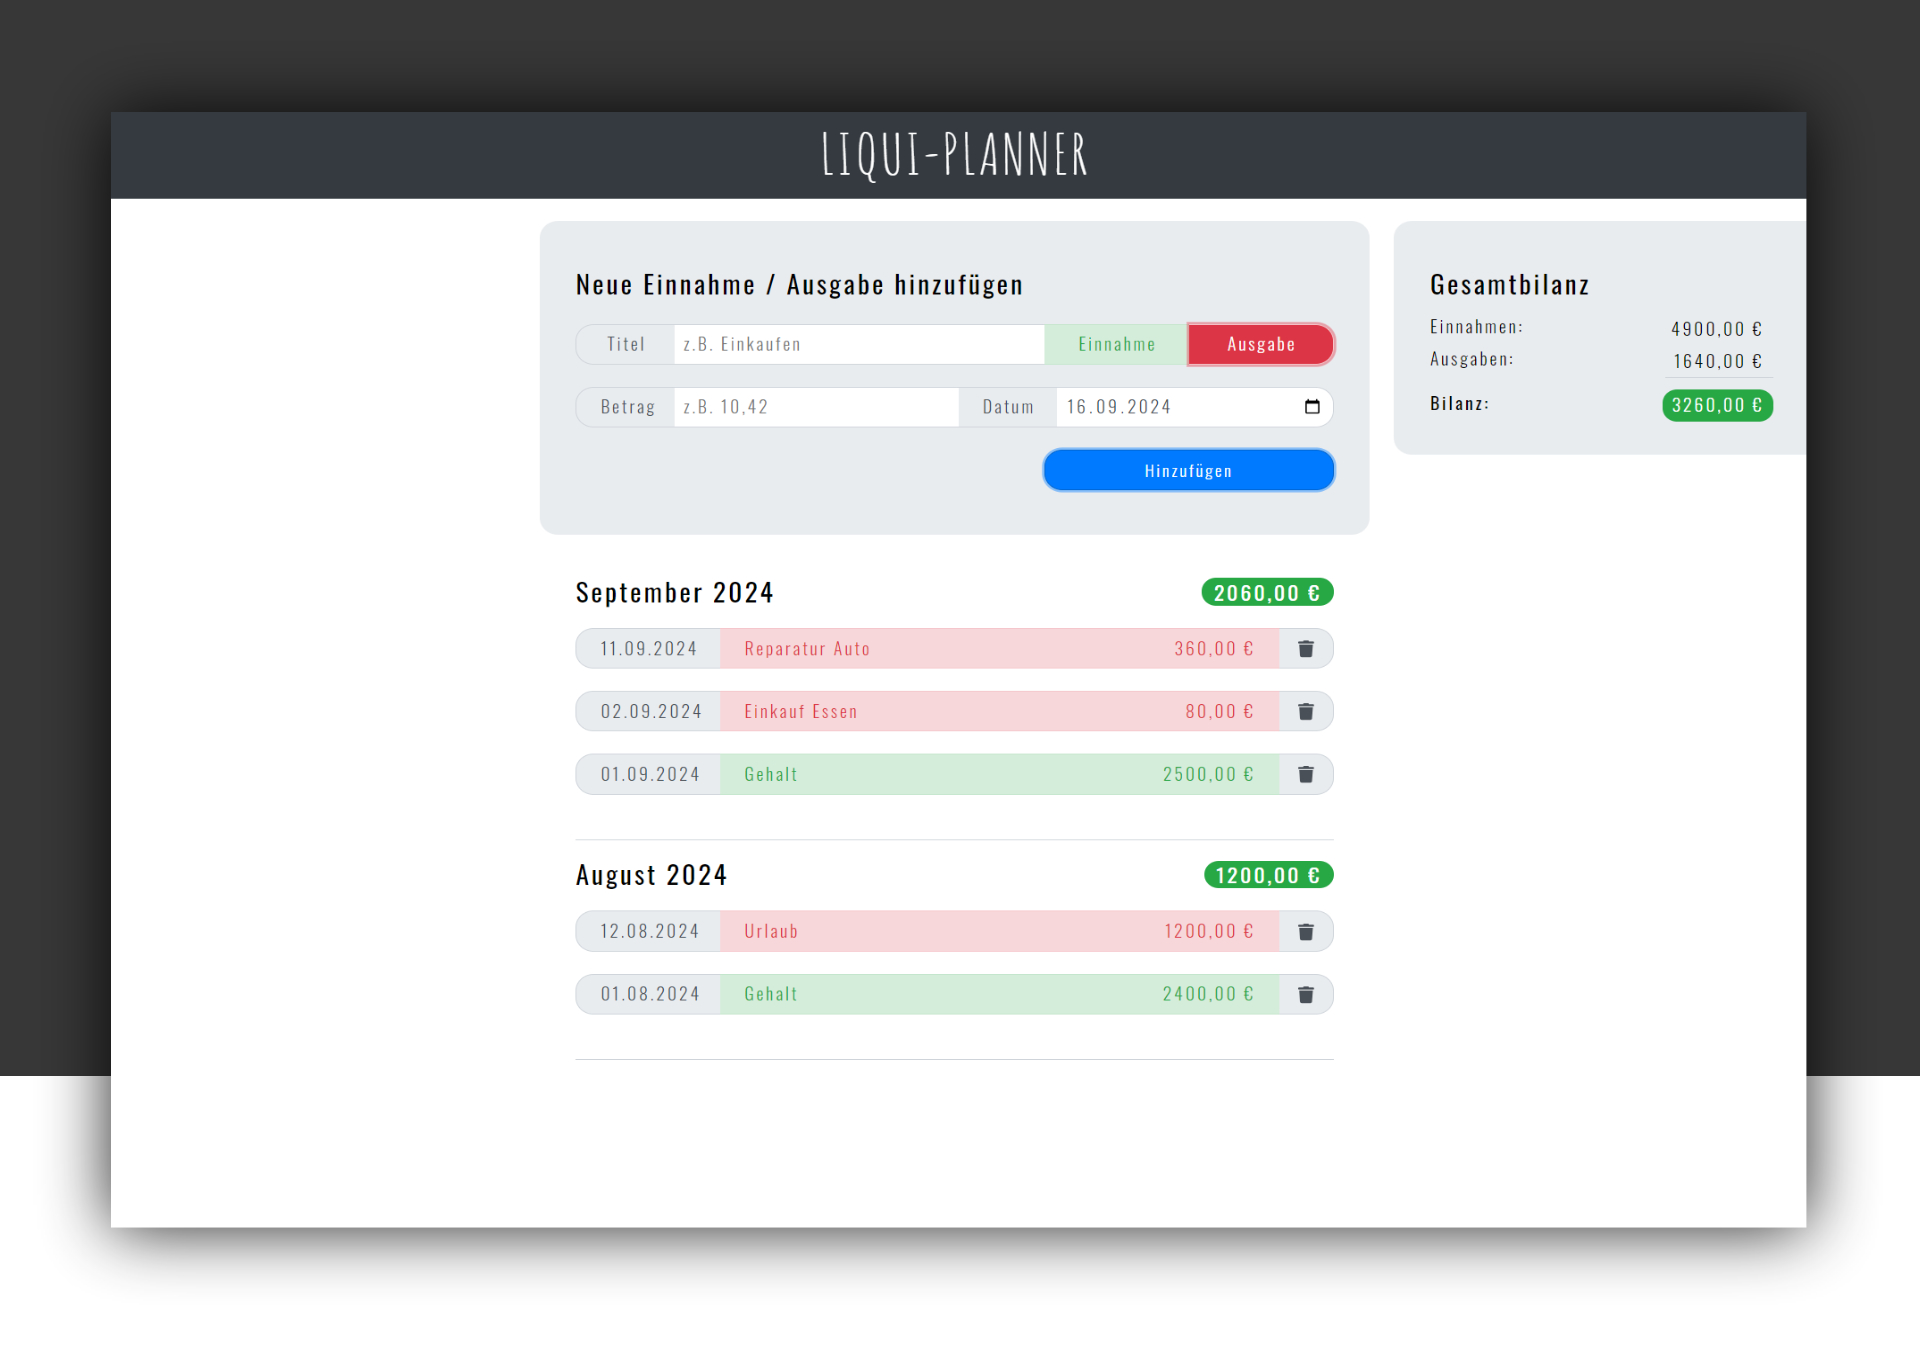 LIQUI-PLANNER
Neue Einnahme / Ausgabe hinzufügen
Titel z.B. Einkaufen Einnahme Ausgabe
Betrag z.B. 10,42 Datum 16.09.2024
Hinzufügen
Gesamtbilanz
Einnahmen: 4900,00 €
Ausgaben: 1640,00 €
Bilanz: 3260,00 €
September 2024 2060,00 €
11.09.2024 Reparatur Auto 360,00 €
02.09.2024 Einkauf Essen 80,00 €
01.09.2024 Gehalt 2500,00 €
August 2024 1200,00 €
12.08.2024 Urlaub 1200,00 €
01.08.2024 Gehalt 2400,00 €